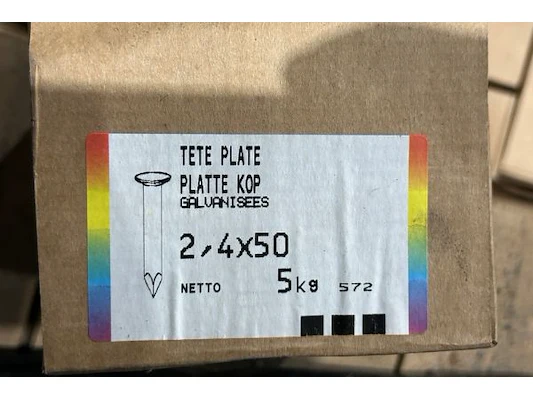 TETE PLATE
PLATTE KOP
GALVANISEES
2,4x50
NETTO 5kg 572